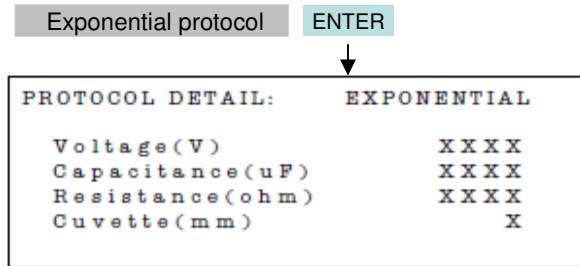 Exponential protocol ENTER
PROTOCOL DETAIL: EXPONENTIAL
Voltage(V) XXXX
Capacitance(uF) XXXX
Resistance(ohm) XXXX
Cuvette(mm) X